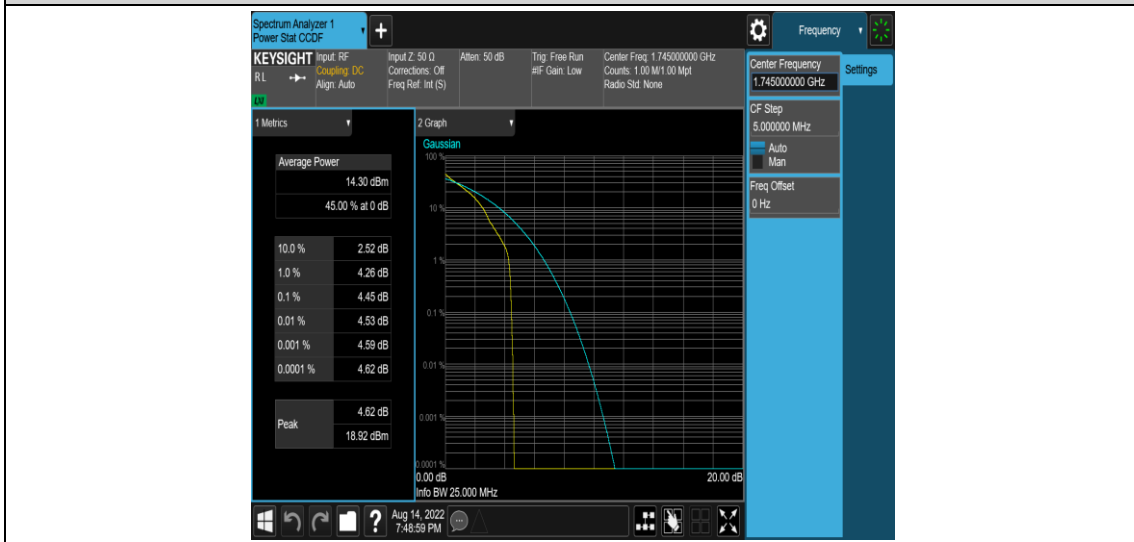 Spectrum Analyzer 1
Power Stat CCDF
+
Frequency
KEYSIGHT
RL
LXI
Input: RF
Coupling: DC
Align: Auto
Input Z: 50 Ω
Corrections: Off
Freq Ref: Int (S)
Atten: 50 dB
Trig: Free Run
#IF Gain: Low
Center Freq: 1.745000000 GHz
Counts: 1.00 M/1.00 Mpt
Radio Std: None
Center Frequency
1.745000000 GHz
Settings
CF Step
5.000000 MHz
Auto
Man
Freq Offset
0 Hz
1 Metrics
Average Power
14.30 dBm
45.00 % at 0 dB
10.0 % 2.52 dB
1.0 % 4.26 dB
0.1 % 4.45 dB
0.01 % 4.53 dB
0.001 % 4.59 dB
0.0001 % 4.62 dB
Peak
4.62 dB
18.92 dBm
2 Graph
Gaussian
100 %
10 %
1 %
0.1 %
0.01 %
0.001 %
0.0001 %
0.00 dB 20.00 dB
Info BW 25.000 MHz
?
Aug 14, 2022
7:48:59 PM